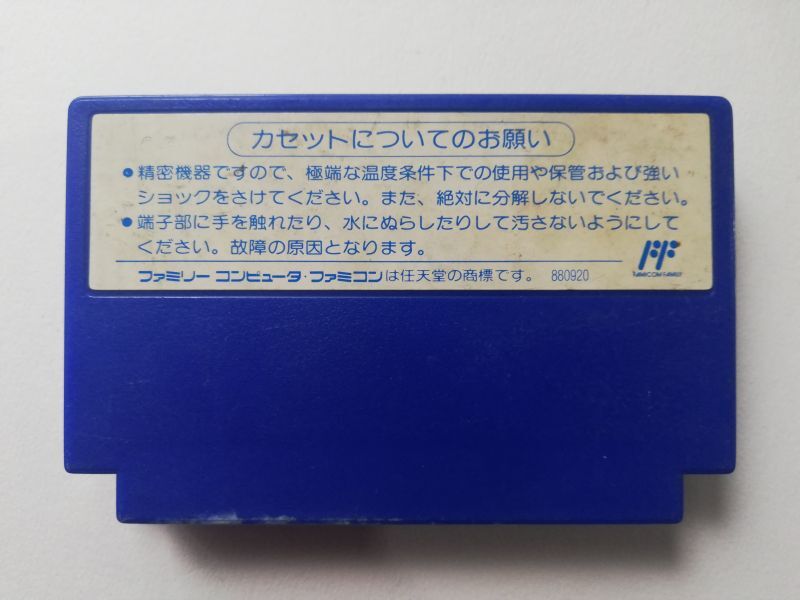 カセットについてのお願い
●精密機器ですので、極端な温度条件下での使用や保管および強い
ショックをさけてください。また、絶対に分解しないでください。
●端子部に手を触れたり、水にぬらしたりして汚さないようにして
ください。故障の原因となります。
FF
FAMICOM FAMILY
ファミリー コンピュータ・ファミコンは任天堂の商標です。 880920